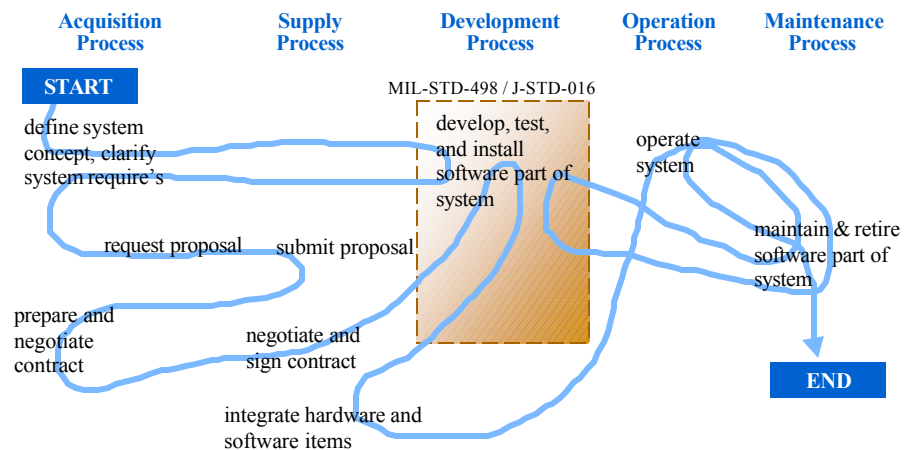 Acquisition
Process
Supply
Process
Development
Process
Operation
Process
Maintenance
Process
START
MIL-STD-498 / J-STD-016
define system
concept, clarify
system require's
develop, test,
and install
software part of
system
operate
system
request proposal
submit proposal
maintain & retire
software part of
system
prepare and
negotiate
contract
negotiate and
sign contract
END
integrate hardware and
software items